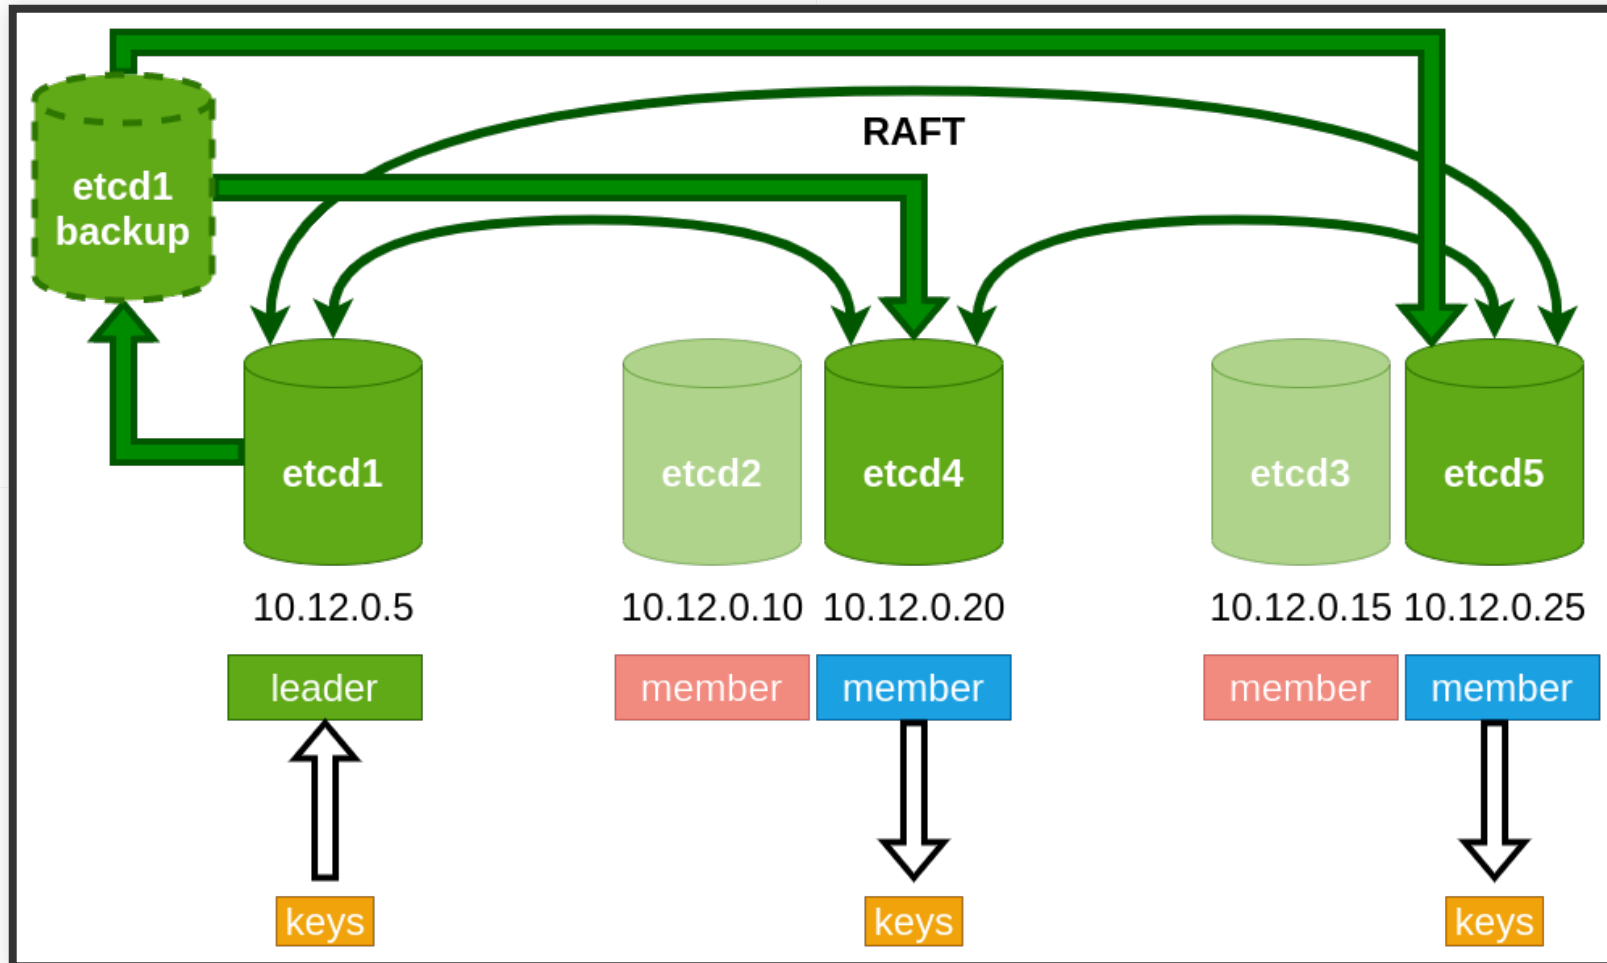 RAFT
etcd1
backup
etcd1
etcd2
etcd4
etcd3
etcd5
10.12.0.5
10.12.0.10
10.12.0.20
10.12.0.15
10.12.0.25
leader
member
member
member
member
keys
keys
keys